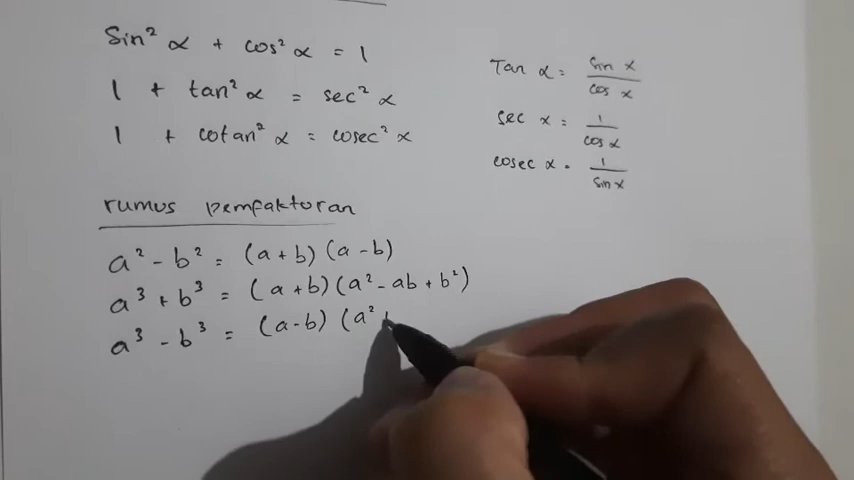 Sin² α + cos² α = 1
1 + tan² α = sec² α
1 + cotan² α = cosec² α
Tan α = sin α / cos α
sec α = 1 / cos α
cosec α = 1 / sin α
rumus pemfaktoran
a² - b² = (a + b) (a - b)
a³ + b³ = (a + b) (a² - ab + b²)
a³ - b³ = (a - b) (a²